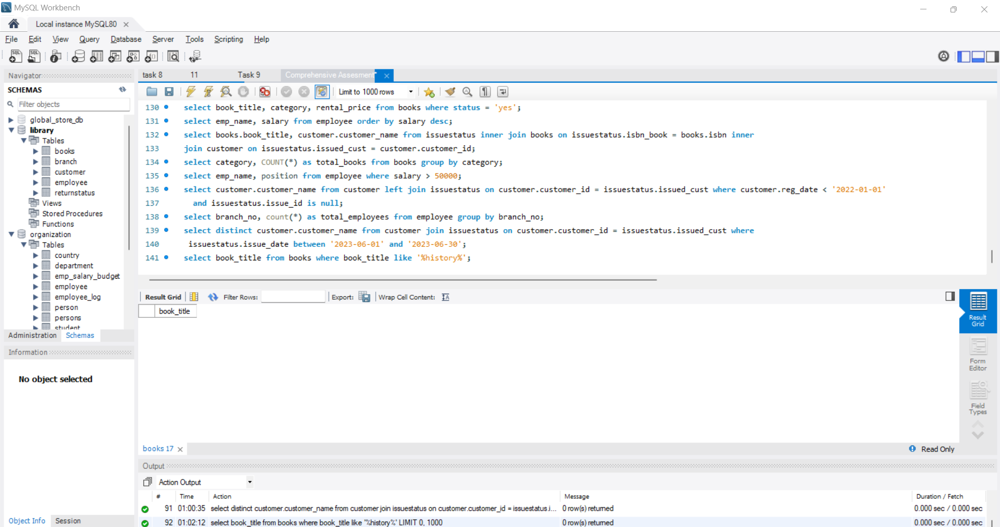 MySQL Workbench
Local instance MySQL80
File Edit View Query Database Server Tools Scripting Help
Navigator
SCHEMAS
Filter objects
global_store_db
library
Tables
books
branch
customer
employee
returnstatus
Views
Stored Procedures
Functions
organization
Tables
country
department
emp_salary_budget
employee
employee_log
person
persons
student
Administration Schemas
Information
No object selected
Object Info Session
task 8 11 Task 9 Comprehensive Assesment*
Limit to 1000 rows
130 select book_title, category, rental_price from books where status = 'yes';
131 select emp_name, salary from employee order by salary desc;
132 select books.book_title, customer.customer_name from issuestatus inner join books on issuestatus.isbn_book = books.isbn inner
133 join customer on issuestatus.issued_cust = customer.customer_id;
134 select category, COUNT(*) as total_books from books group by category;
135 select emp_name, position from employee where salary > 50000;
136 select customer.customer_name from customer left join issuestatus on customer.customer_id = issuestatus.issued_cust where customer.reg_date < '2022-01-01'
137 and issuestatus.issue_id is null;
138 select branch_no, count(*) as total_employees from employee group by branch_no;
139 select distinct customer.customer_name from customer join issuestatus on customer.customer_id = issuestatus.issued_cust where
140 issuestatus.issue_date between '2023-06-01' and '2023-06-30';
141 select book_title from books where book_title like '%history%';
Result Grid Filter Rows: Export: Wrap Cell Content:
book_title
Result
Grid
Form
Editor
Field
Types
books 17
Read Only
Output
Action Output
# Time Action Message Duration / Fetch
91 01:00:35 select distinct customer.customer_name from customer join issuestatus on customer.customer_id = issuestatus.i... 0 row(s) returned 0.000 sec / 0.000 sec
92 01:02:12 select book_title from books where book_title like '%history%' LIMIT 0, 1000 0 row(s) returned 0.000 sec / 0.000 sec